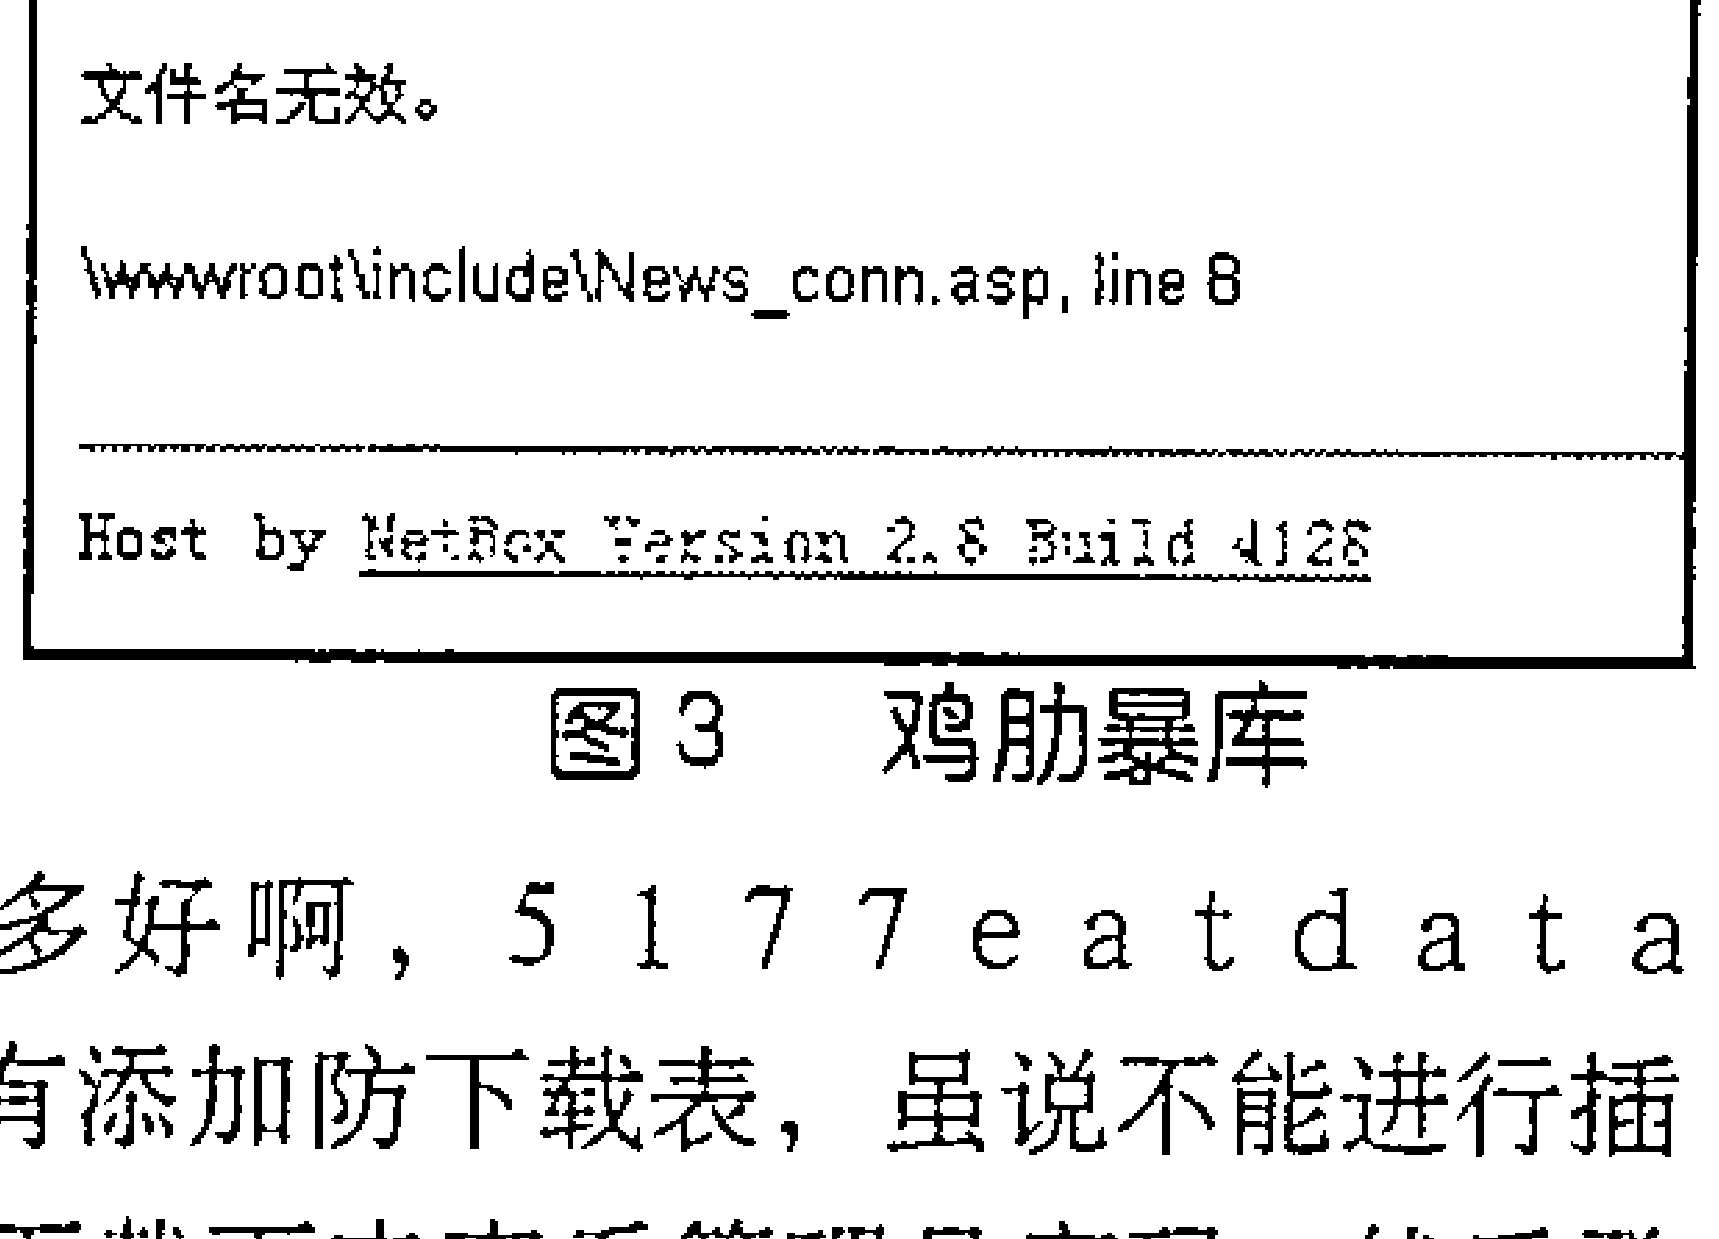 文件名无效。
\wwwroot\include\News_conn.asp, line 8
Host by NetBox Version 2.8 Build 4128
图3 鸡肋暴库
多好啊，5177eatdata
有添加防下载表，虽说不能进行插